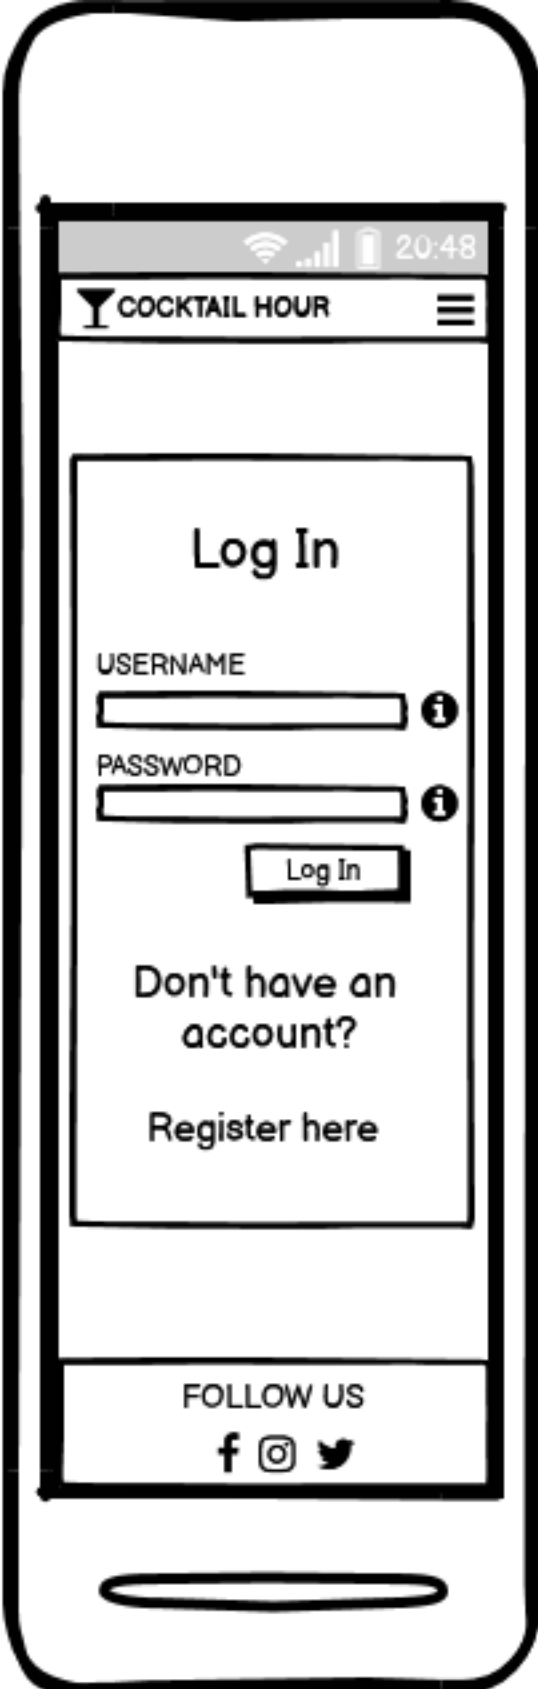 20:48
COCKTAIL HOUR
Log In
USERNAME
PASSWORD
Log In
Don't have an
account?
Register here
FOLLOW US